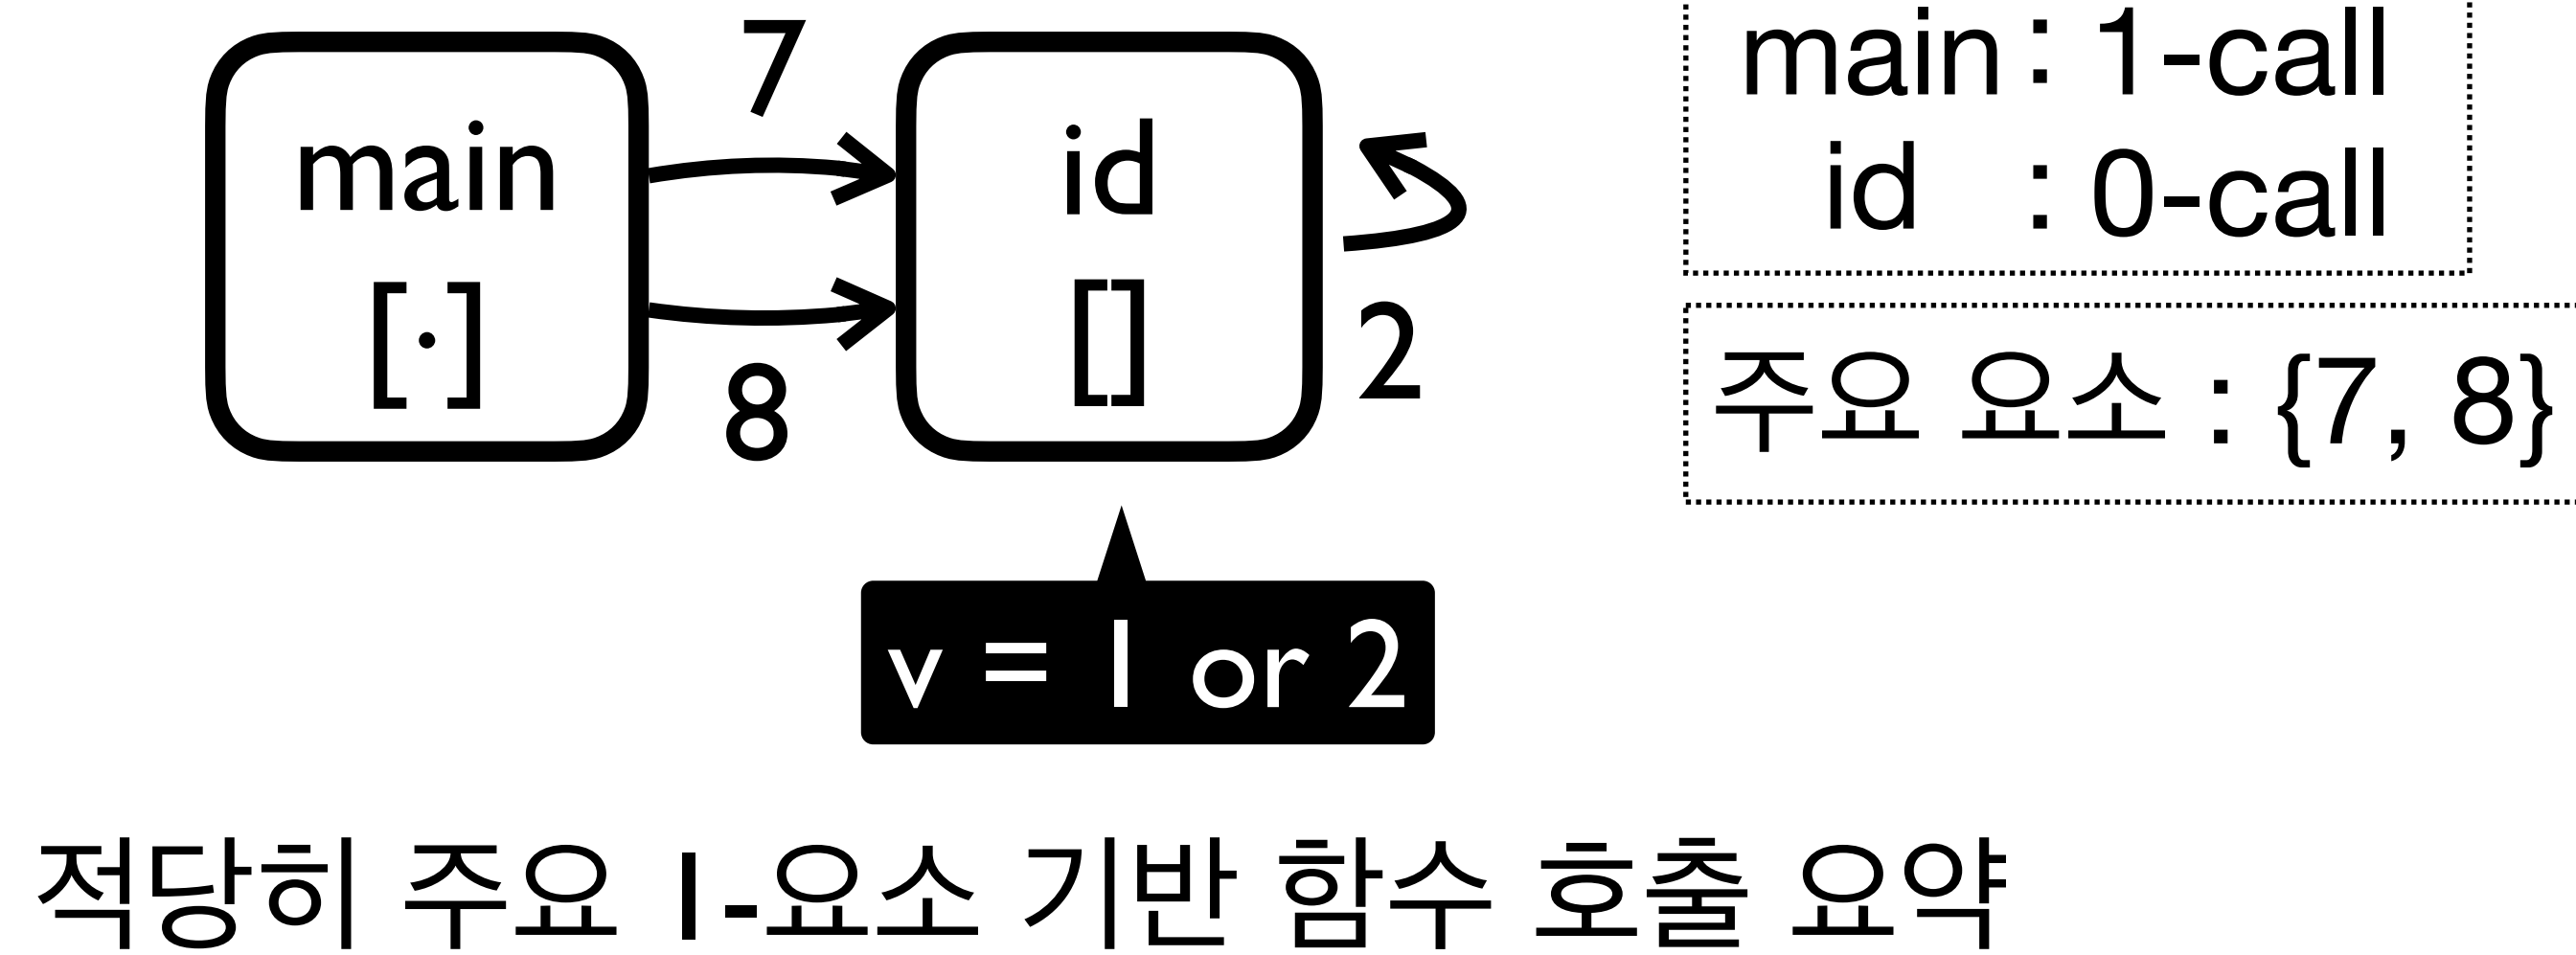 7
main
[·]
8
id
[]
2
v = 1 or 2
main : 1-call
id : 0-call
주요 요소 : {7, 8}
적당히 주요 1-요소 기반 함수 호출 요약